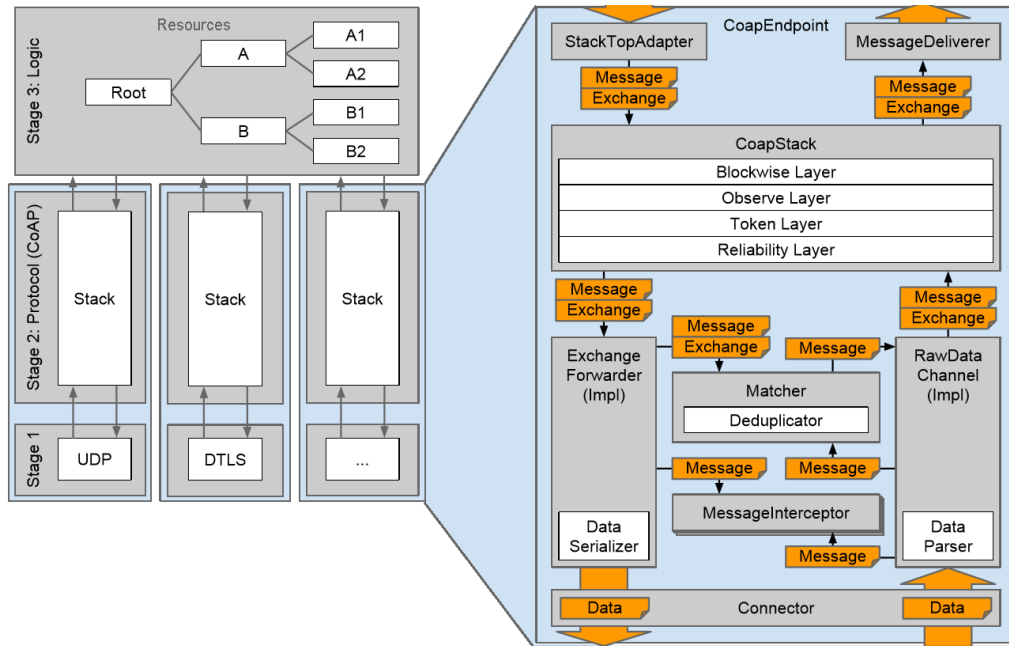 Resources
Stage 3: Logic
Root
A
B
A1
A2
B1
B2
Stage 2: Protocol (CoAP)
Stack
Stack
Stack
Stage 1
UDP
DTLS
...
CoapEndpoint
StackTopAdapter
MessageDeliverer
Message
Exchange
Message
Exchange
CoapStack
Blockwise Layer
Observe Layer
Token Layer
Reliability Layer
Message
Exchange
Message
Exchange
Exchange
Forwarder
(Impl)
Message
Exchange
Message
RawData
Channel
(Impl)
Matcher
Deduplicator
Message
Message
MessageInterceptor
Data
Serializer
Message
Data
Parser
Data
Connector
Data